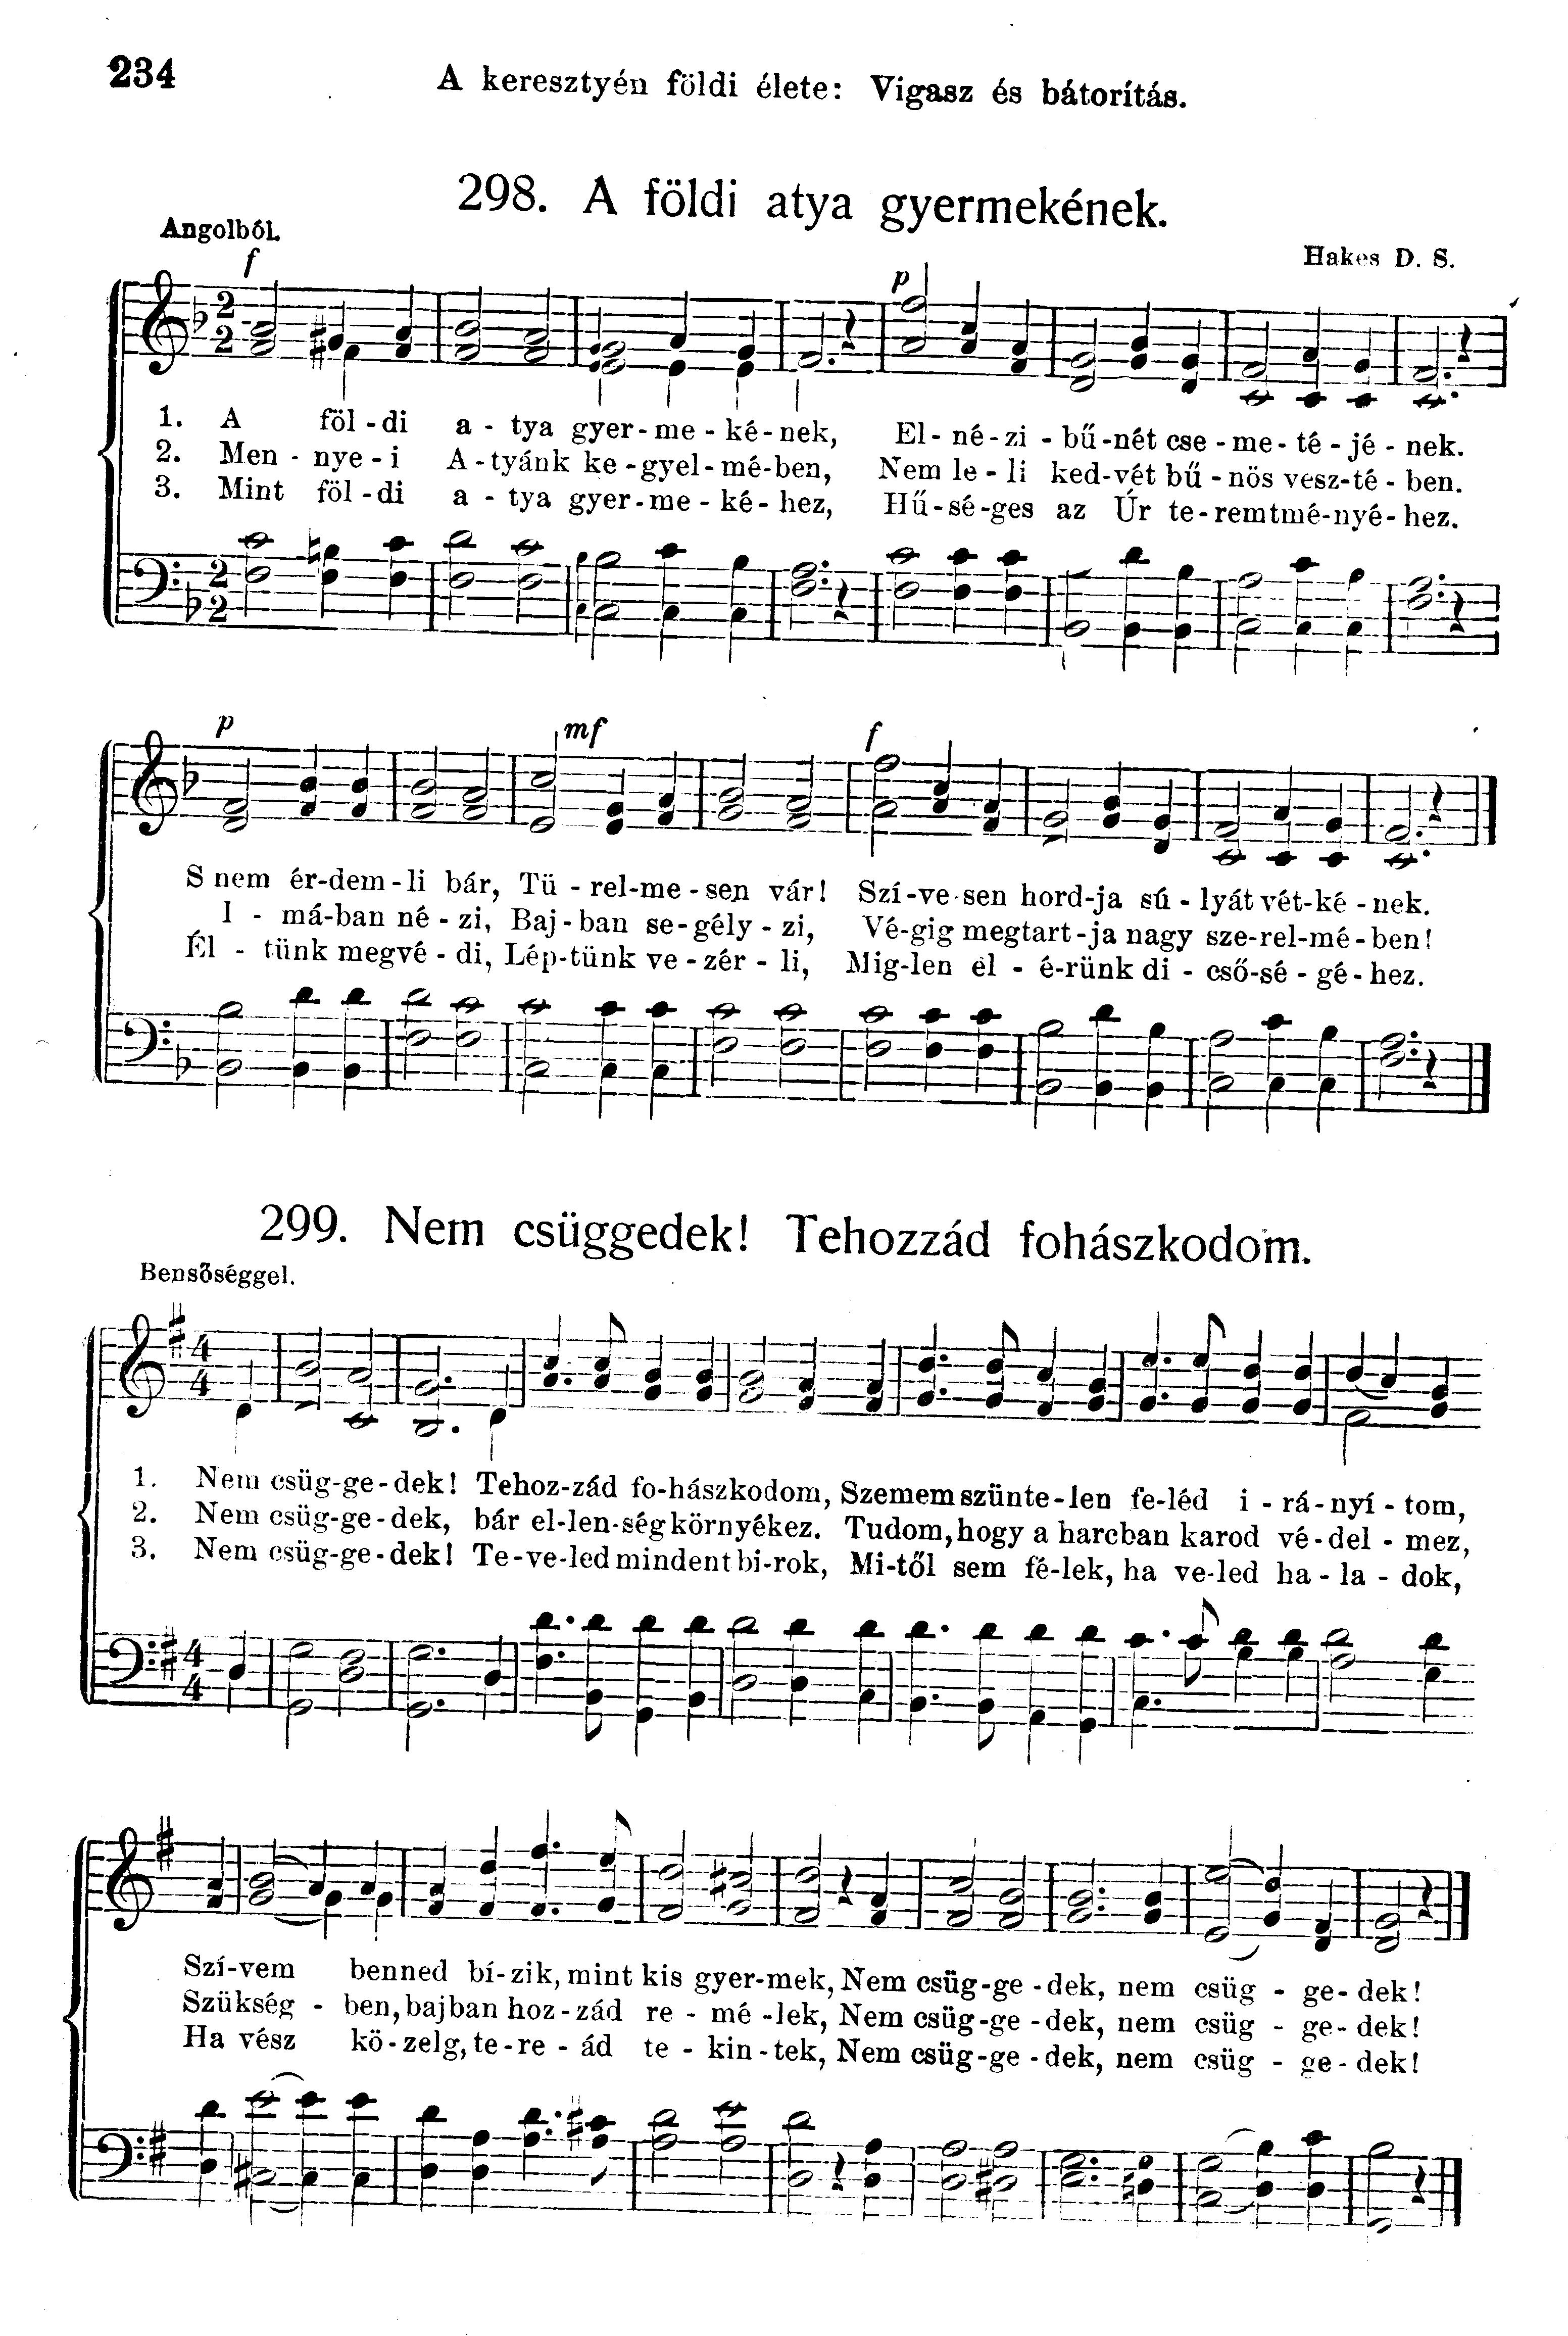 234
A keresztyén földi élete: Vigasz és bátorítás.
298. A földi atya gyermekének.
Angolból.
Hakes D. S.
f
p
1. A föl-di a-tya gyer-me-ké-nek, El-né-zi-bű-nét cse-me-té-jé-nek.
2. Men-nye-i A-tyánk ke-gyel-mé-ben, Nem le-li ked-vét bű-nös vesz-té-ben.
3. Mint föl-di a-tya gyer-me-ké-hez, Hű-sé-ges az Úr te-remtmé-nyé-hez.
p
mf
f
S nem ér-dem-li bár, Tü-rel-me-sen vár! Szí-ve-sen hord-ja sú-lyát vét-ké-nek.
I-má-ban né-zi, Baj-ban se-gély-zi, Vé-gig megtart-ja nagy sze-rel-mé-ben!
Él-tünk megvé-di, Lép-tünk ve-zér-li, Mig-len el-é-rünk di-cső-sé-gé-hez.
299. Nem csüggedek! Tehozzád fohászkodom.
Bensőséggel.
1. Nem csüg-ge-dek! Tehoz-zád fo-hászkodom, Szemem szünte-len fe-léd i-rá-nyí-tom,
2. Nem csüg-ge-dek, bár el-len-ség környékez. Tudom, hogy a harcban karod vé-del-mez,
3. Nem csüg-ge-dek! Te-ve-led mindent bi-rok, Mi-től sem fé-lek, ha ve-led ha-la-dok,
Szí-vem benned bí-zik, mint kis gyer-mek, Nem csüg-ge-dek, nem csüg-ge-dek!
Szükség-ben, bajban hoz-zád re-mé-lek, Nem csüg-ge-dek, nem csüg-ge-dek!
Ha vész kö-zelg, te-re-ád te-kin-tek, Nem csüg-ge-dek, nem csüg-ge-dek!